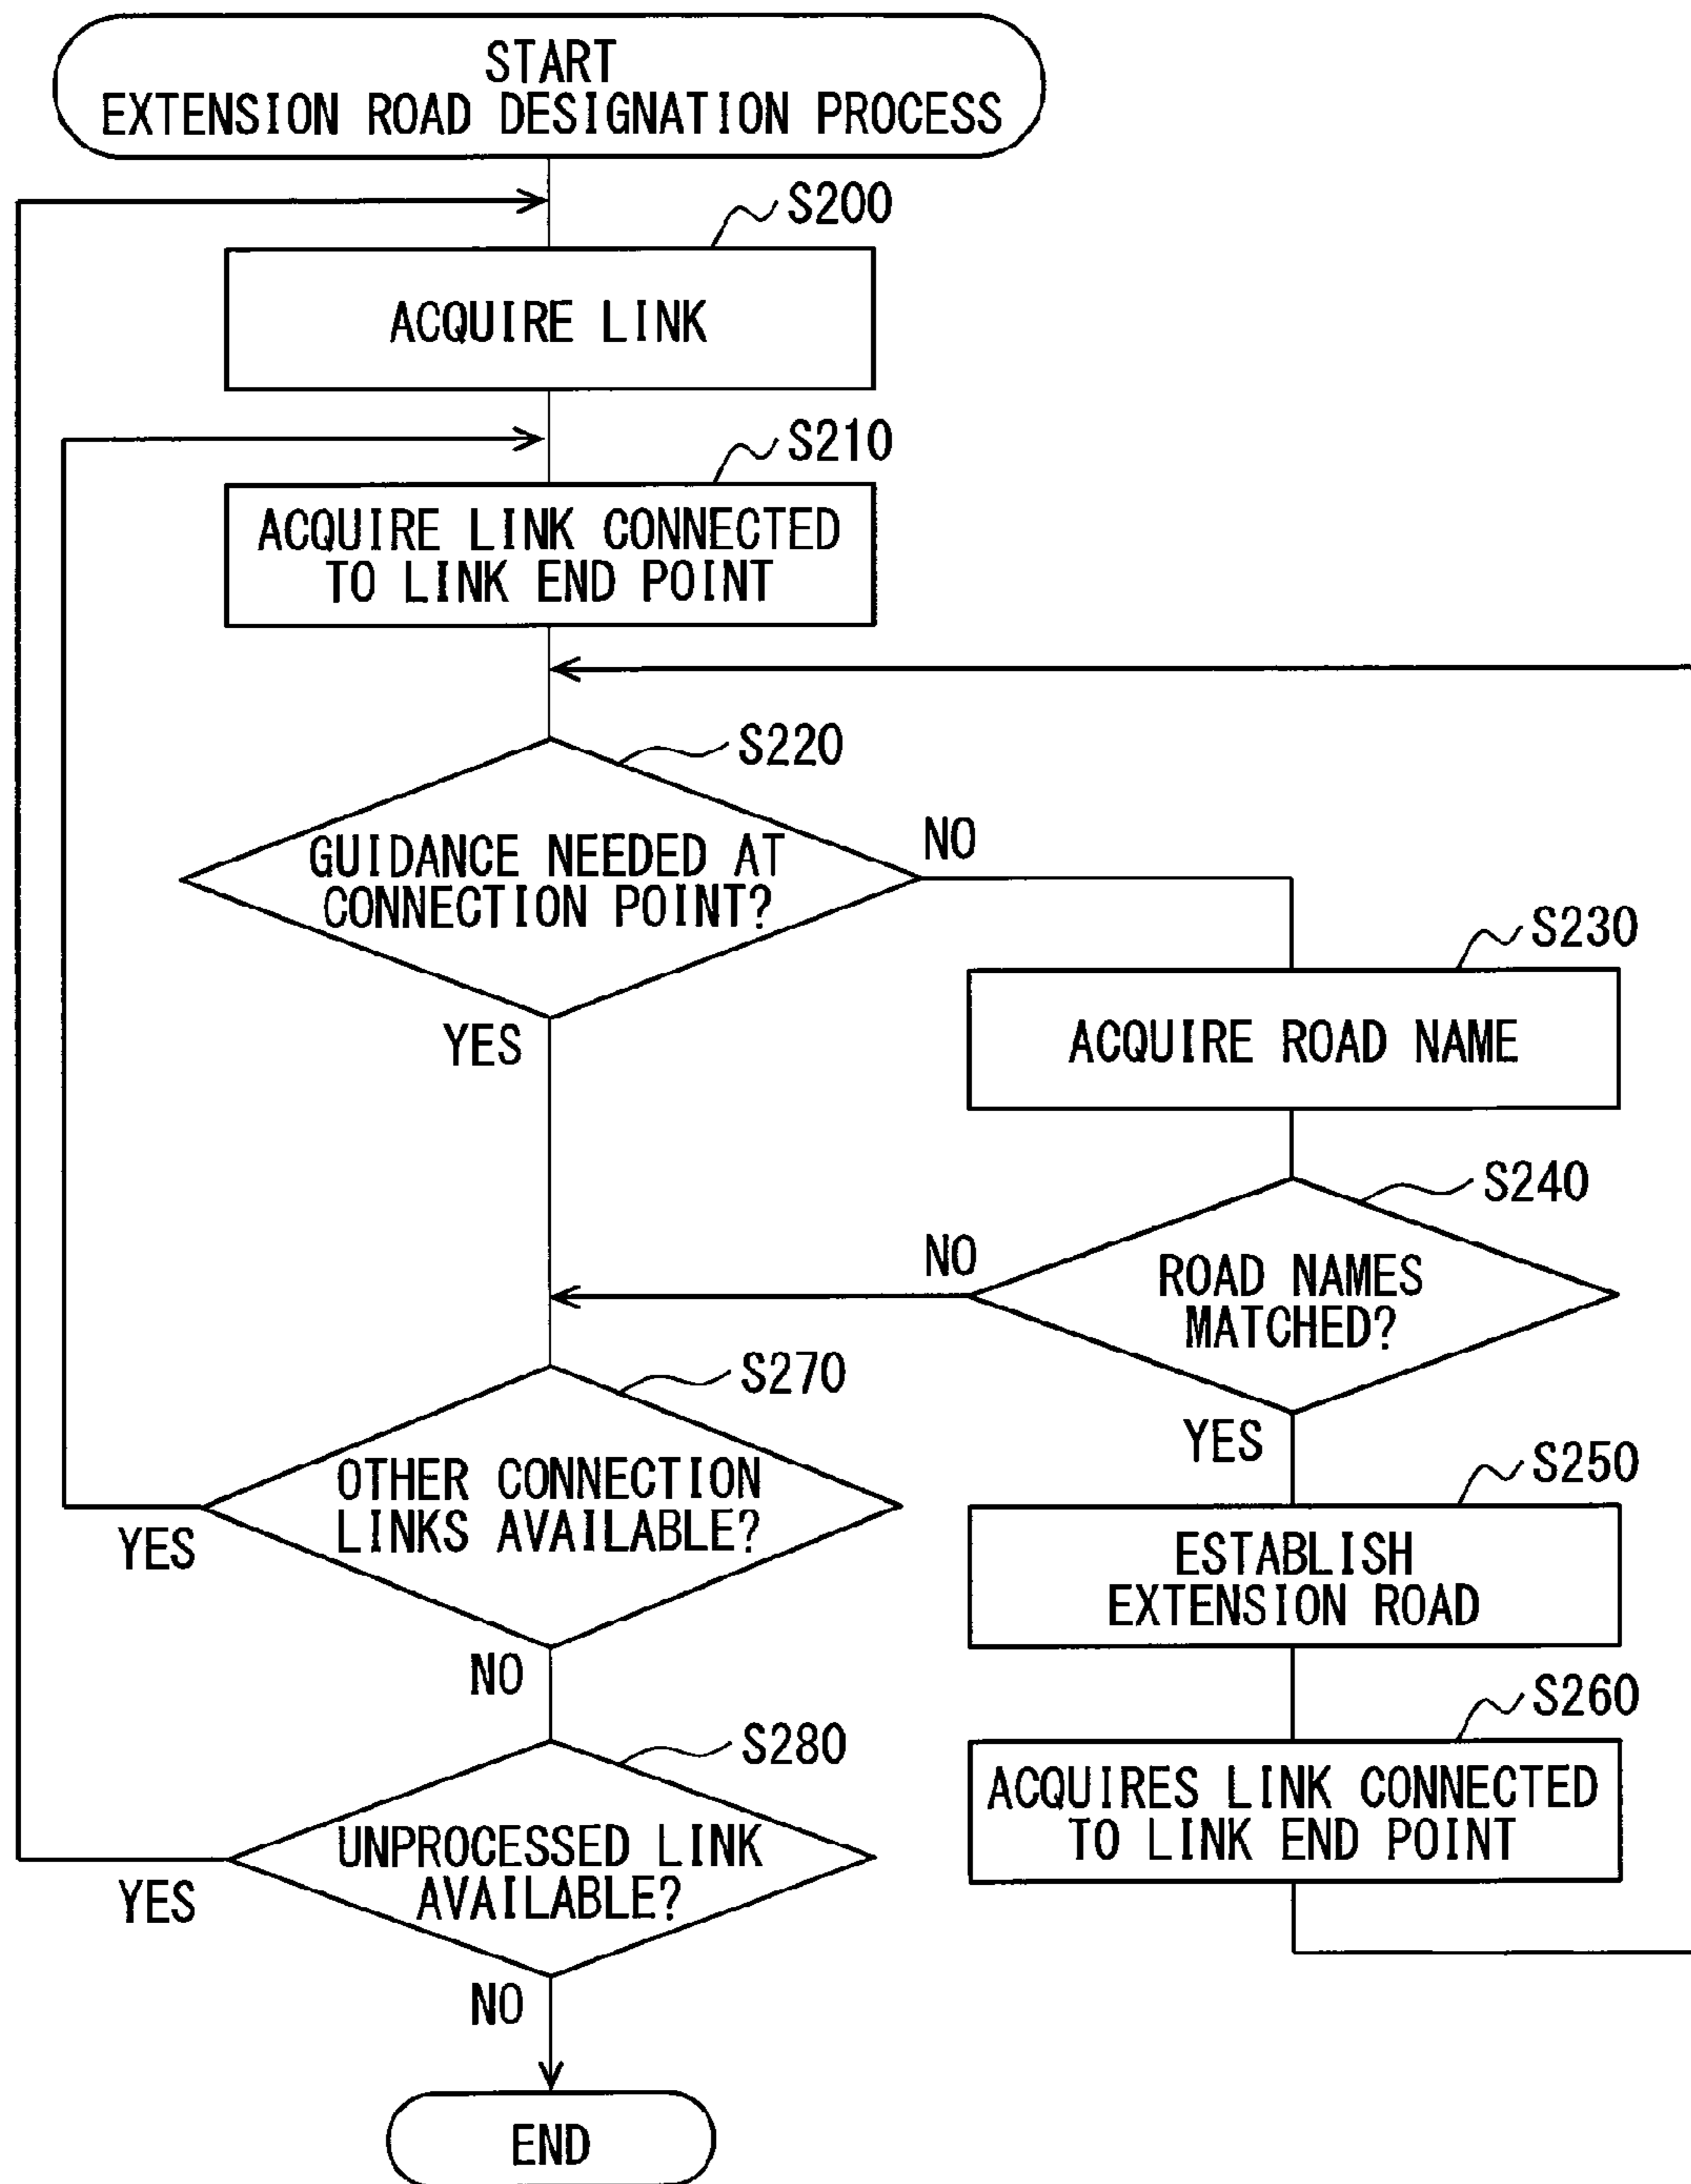 START
EXTENSION ROAD DESIGNATION PROCESS
S200
ACQUIRE LINK
S210
ACQUIRE LINK CONNECTED
TO LINK END POINT
S220
GUIDANCE NEEDED AT
CONNECTION POINT?
NO
YES
S230
ACQUIRE ROAD NAME
S240
ROAD NAMES
MATCHED?
NO
YES
S250
ESTABLISH
EXTENSION ROAD
S260
ACQUIRES LINK CONNECTED
TO LINK END POINT
S270
OTHER CONNECTION
LINKS AVAILABLE?
YES
NO
S280
UNPROCESSED LINK
AVAILABLE?
YES
NO
END